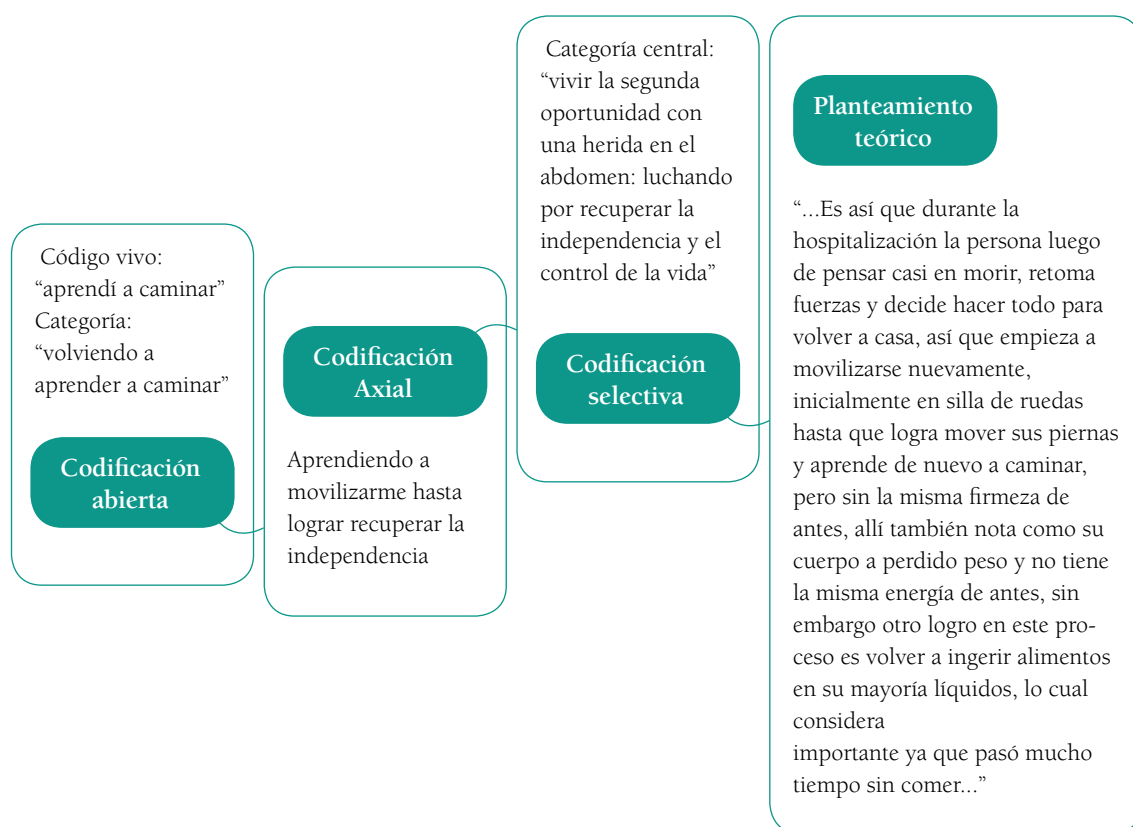 Código vivo:
“aprendí a caminar”
Categoría:
“volviendo a
aprender a caminar”
Codificación
abierta
Codificación
Axial
Aprendiendo a
movilizarme hasta
lograr recuperar la
independencia
Categoría central:
“vivir la segunda
oportunidad con
una herida en el
abdomen: luchando
por recuperar la
independencia y el
control de la vida”
Codificación
selectiva
Planteamiento
teórico
“...Es así que durante la
hospitalización la persona luego
de pensar casi en morir, retoma
fuerzas y decide hacer todo para
volver a casa, así que empieza a
movilizarse nuevamente,
inicialmente en silla de ruedas
hasta que logra mover sus piernas
y aprende de nuevo a caminar,
pero sin la misma firmeza de
antes, allí también nota como su
cuerpo a perdido peso y no tiene
la misma energía de antes, sin
embargo otro logro en este pro-
ceso es volver a ingerir alimentos
en su mayoría líquidos, lo cual
considera
importante ya que pasó mucho
tiempo sin comer...”